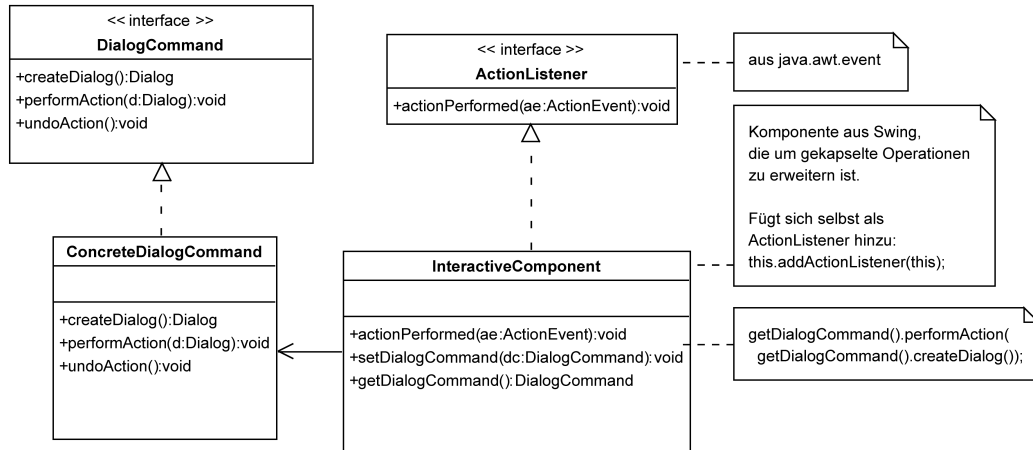 << interface >>
DialogCommand
+createDialog():Dialog
+performAction(d:Dialog):void
+undoAction():void
<< interface >>
ActionListener
+actionPerformed(ae:ActionEvent):void
aus java.awt.event
Komponente aus Swing,
die um gekapselte Operationen
zu erweitern ist.
Fügt sich selbst als
ActionListener hinzu:
this.addActionListener(this);
ConcreteDialogCommand
+createDialog():Dialog
+performAction(d:Dialog):void
+undoAction():void
InteractiveComponent
+actionPerformed(ae:ActionEvent):void
+setDialogCommand(dc:DialogCommand):void
+getDialogCommand():DialogCommand
getDialogCommand().performAction(
getDialogCommand().createDialog());